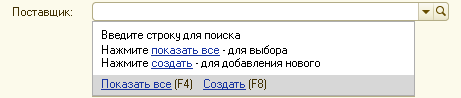 Поставщик:
Введите строку для поиска
Нажмите показать все - для выбора
Нажмите создать - для добавления нового
Показать все (F4) Создать (F8)